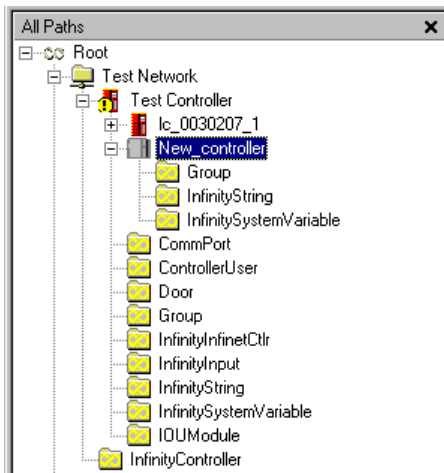 All Paths
Root
Test Network
Test Controller
lc_0030207_1
New_controller
Group
InfinityString
InfinitySystemVariable
CommPort
ControllerUser
Door
Group
InfinityInfinetCtlr
InfinityInput
InfinityString
InfinitySystemVariable
IOUModule
InfinityController